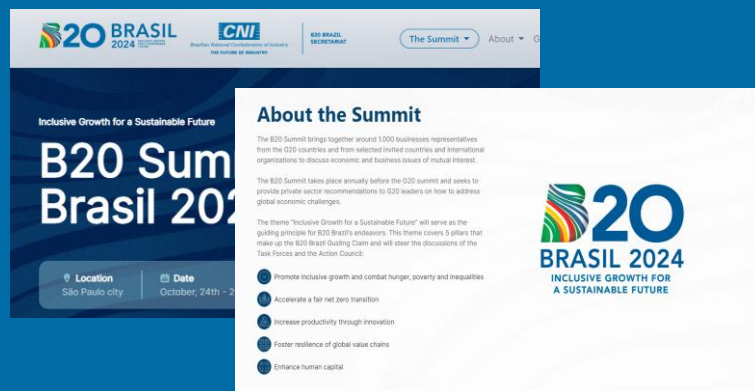 B20 BRASIL
2024
CNI
Brazilian National Confederation of Industry
THE FUTURE OF INDUSTRY
B20 BRAZIL
SECRETARIAT
The Summit
About
G
Inclusive Growth for a Sustainable Future
B20 Sum
Brasil 202
Location
São Paulo city
Date
October, 24th - 2
About the Summit
The B20 Summit brings together around 1000 businesses representatives
from the G20 countries and from selected invited countries and international
organizations to discuss economic and business issues of mutual interest.
The B20 Summit takes place annually before the G20 summit and seeks to
provide private sector recommendations to G20 leaders on how to address
global economic challenges.
The theme "Inclusive Growth for a Sustainable Future" will serve as the
guiding principle for B20 Brazil's endeavors. This theme covers 5 pillars that
make up the B20 Brazil Guiding Claim and will steer the discussions of the
Task Forces and the Action Council:
Promote inclusive growth and combat hunger, poverty and inequalities
Accelerate a fair net zero transition
Increase productivity through innovation
Foster resilience of global value chains
Enhance human capital
B20
BRASIL 2024
INCLUSIVE GROWTH FOR
A SUSTAINABLE FUTURE